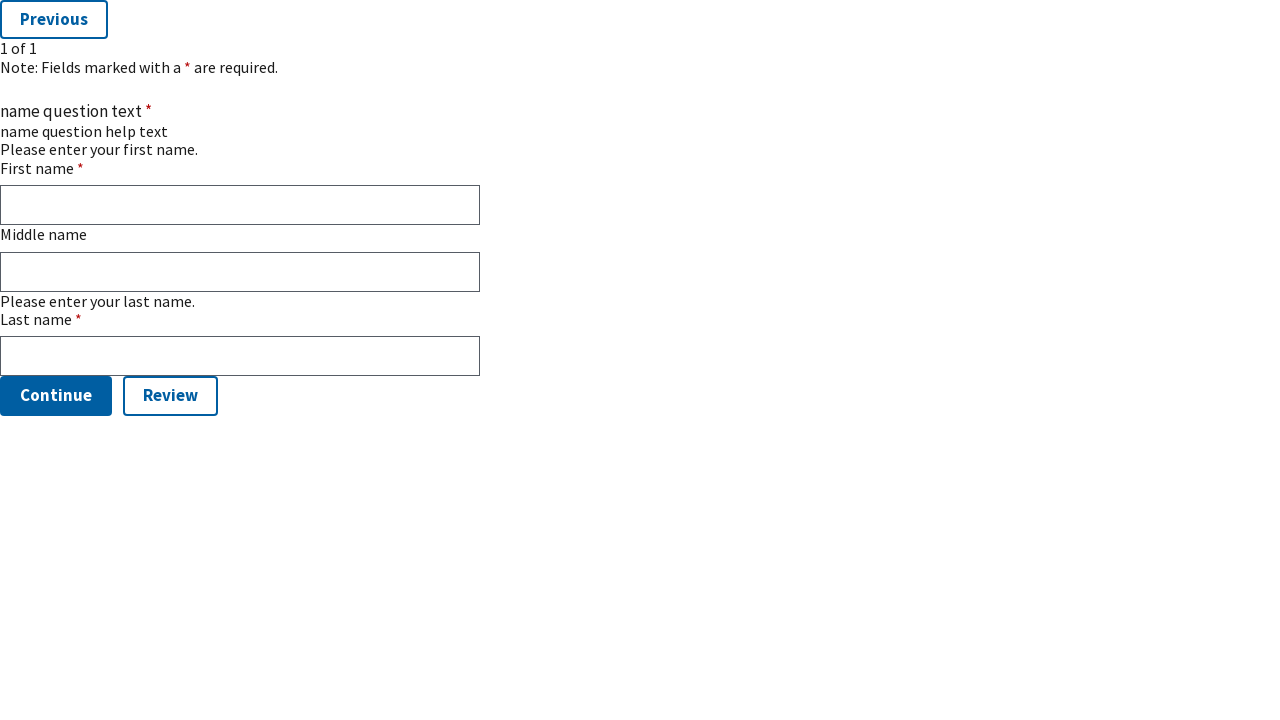 Previous
1 of 1
Note: Fields marked with a * are required.
name question text *
name question help text
Please enter your first name.
First name *
Middle name
Please enter your last name.
Last name *
Continue Review